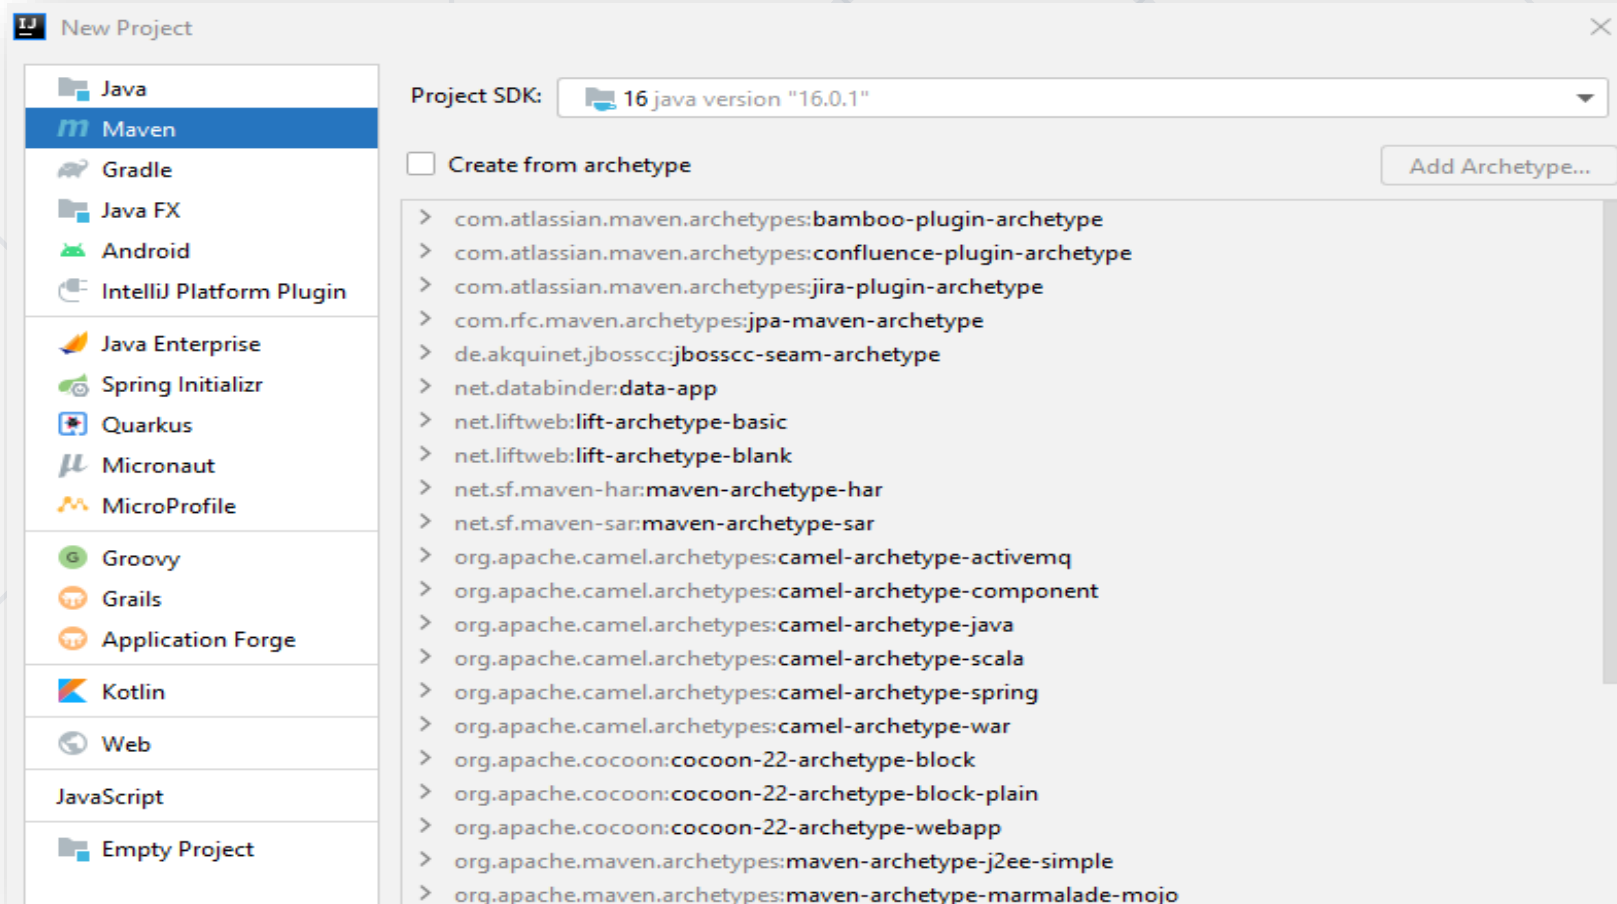 IJ
New Project
Java
Maven
Gradle
Java FX
Android
IntelliJ Platform Plugin
Java Enterprise
Spring Initializr
Quarkus
Micronaut
MicroProfile
Groovy
Grails
Application Forge
Kotlin
Web
JavaScript
Empty Project
Project SDK: 16 java version "16.0.1"
Create from archetype
Add Archetype...
com.atlassian.maven.archetypes:bamboo-plugin-archetype
com.atlassian.maven.archetypes:confluence-plugin-archetype
com.atlassian.maven.archetypes:jira-plugin-archetype
com.rfc.maven.archetypes:jpa-maven-archetype
de.akquinet.jbosscc:jbosscc-seam-archetype
net.databinder:data-app
net.liftweb:lift-archetype-basic
net.liftweb:lift-archetype-blank
net.sf.maven-har:maven-archetype-har
net.sf.maven-sar:maven-archetype-sar
org.apache.camel.archetypes:camel-archetype-activemq
org.apache.camel.archetypes:camel-archetype-component
org.apache.camel.archetypes:camel-archetype-java
org.apache.camel.archetypes:camel-archetype-scala
org.apache.camel.archetypes:camel-archetype-spring
org.apache.camel.archetypes:camel-archetype-war
org.apache.cocoon:cocoon-22-archetype-block
org.apache.cocoon:cocoon-22-archetype-block-plain
org.apache.cocoon:cocoon-22-archetype-webapp
org.apache.maven.archetypes:maven-archetype-j2ee-simple
org.apache.maven.archetypes:maven-archetype-marmalade-mojo